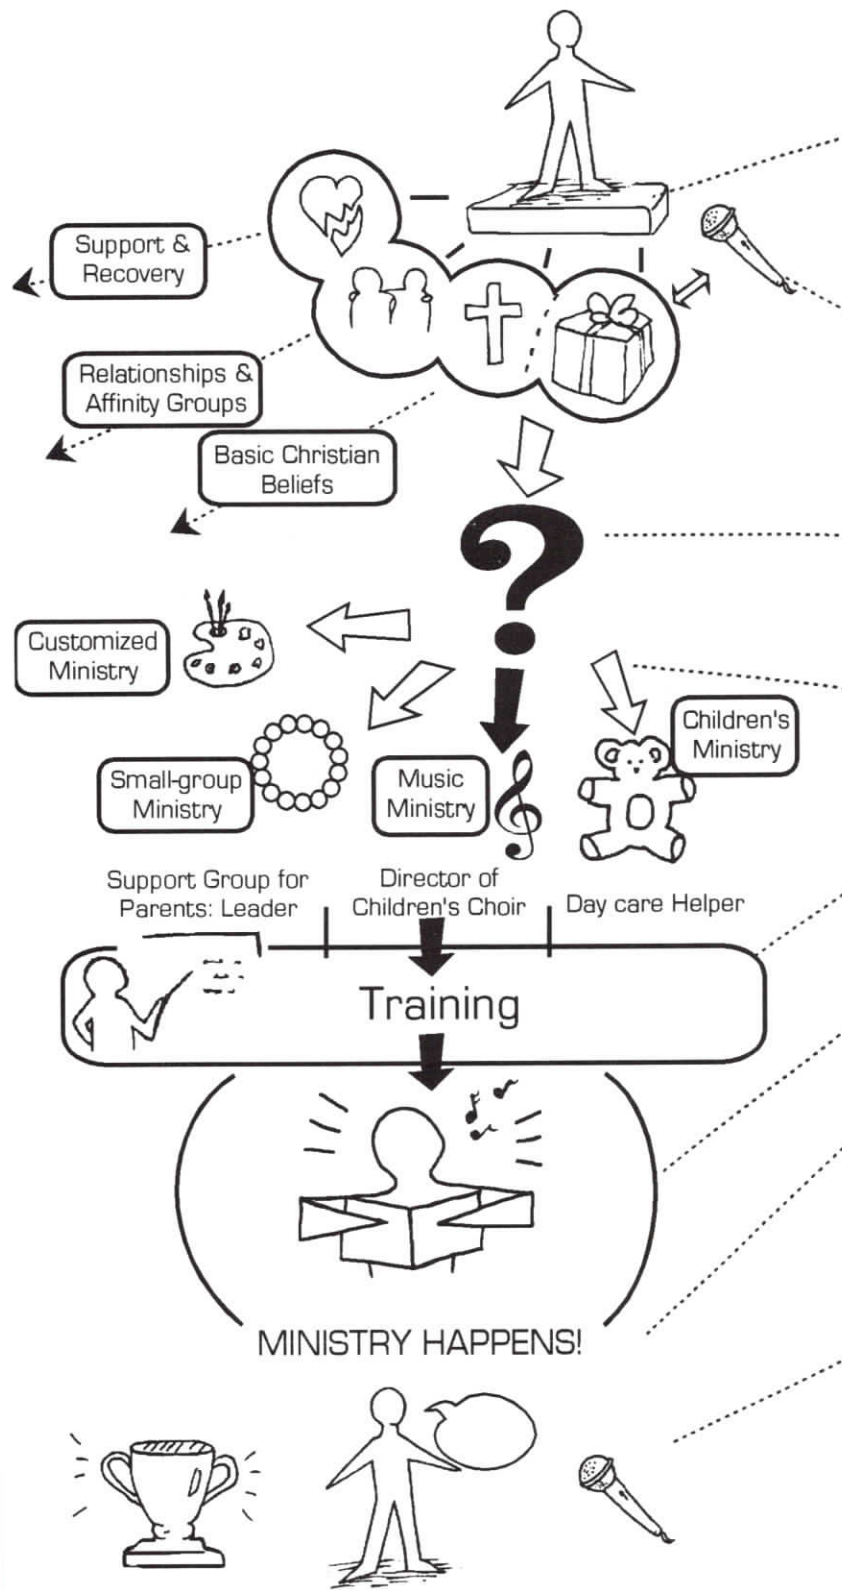 Support &
Recovery
Relationships &
Affinity Groups
Basic Christian
Beliefs
Customized
Ministry
Children's
Ministry
Small-group
Ministry
Music
Ministry
Support Group for
Parents: Leader
Director of
Children's Choir
Day care Helper
Training
MINISTRY HAPPENS!